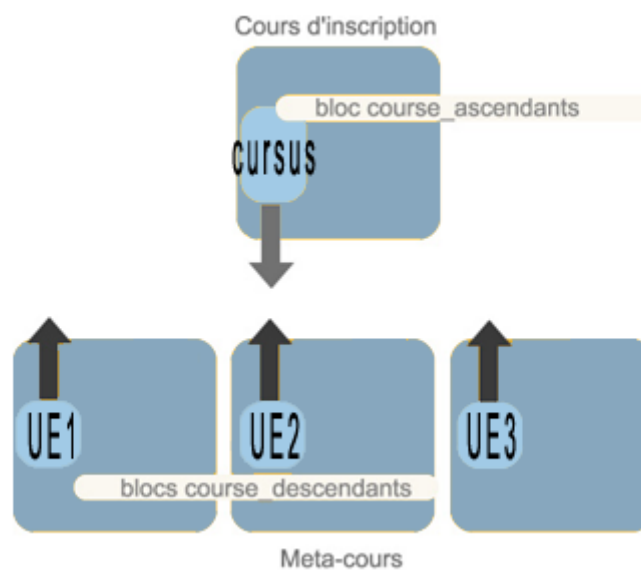 Cours d'inscription
bloc course_ascendants
cursus
UE1
UE2
UE3
blocs course_descendants
Meta-cours